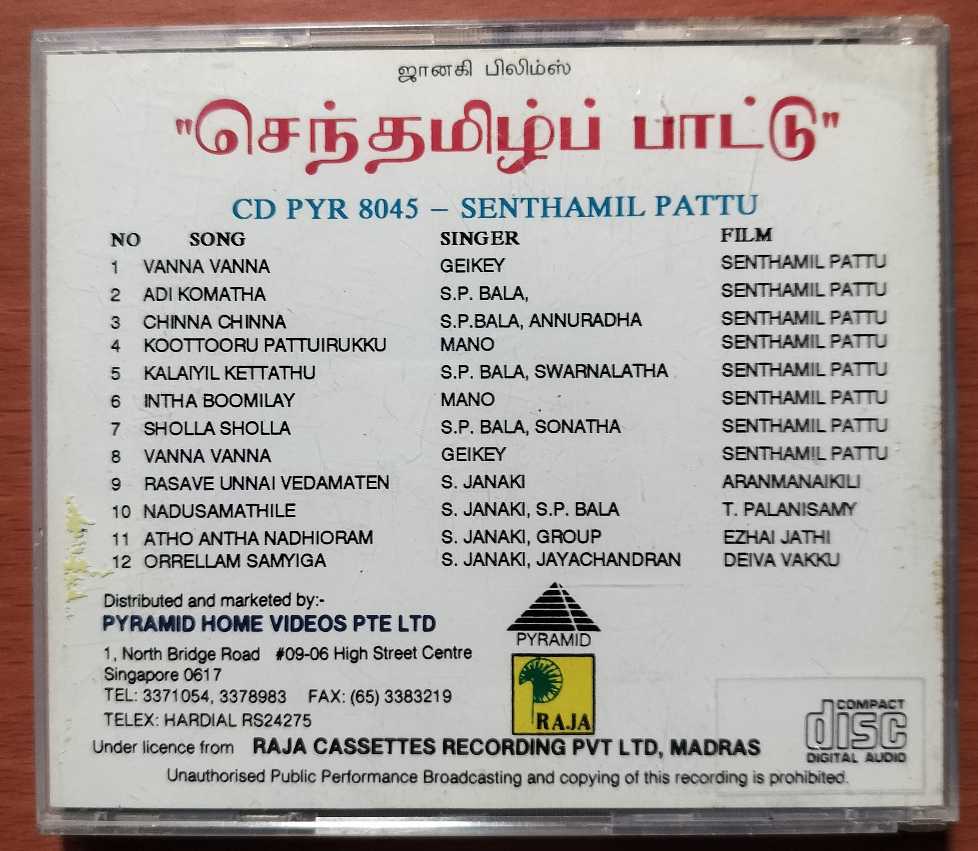 ஜானகி பிலிம்ஸ்
"செந்தமிழ்ப் பாட்டு"
CD PYR 8045 – SENTHAMIL PATTU
NO SONG SINGER FILM
1 VANNA VANNA GEIKEY SENTHAMIL PATTU
2 ADI KOMATHA S.P. BALA, SENTHAMIL PATTU
3 CHINNA CHINNA S.P.BALA, ANNURADHA SENTHAMIL PATTU
4 KOOTTOORU PATTUIRUKKU MANO SENTHAMIL PATTU
5 KALAIYIL KETTATHU S.P. BALA, SWARNALATHA SENTHAMIL PATTU
6 INTHA BOOMILAY MANO SENTHAMIL PATTU
7 SHOLLA SHOLLA S.P. BALA, SONATHA SENTHAMIL PATTU
8 VANNA VANNA GEIKEY SENTHAMIL PATTU
9 RASAVE UNNAI VEDAMATEN S. JANAKI ARANMANAIKILI
10 NADUSAMATHILE S. JANAKI, S.P. BALA T. PALANISAMY
11 ATHO ANTHA NADHIORAM S. JANAKI, GROUP EZHAI JATHI
12 ORRELLAM SAMYIGA S. JANAKI, JAYACHANDRAN DEIVA VAKKU
Distributed and marketed by:-
PYRAMID HOME VIDEOS PTE LTD
1, North Bridge Road #09-06 High Street Centre
Singapore 0617
TEL: 3371054, 3378983 FAX: (65) 3383219
TELEX: HARDIAL RS24275
PYRAMID
RAJA
Under licence from RAJA CASSETTES RECORDING PVT LTD, MADRAS
COMPACT
disc
DIGITAL AUDIO
Unauthorised Public Performance Broadcasting and copying of this recording is prohibited.